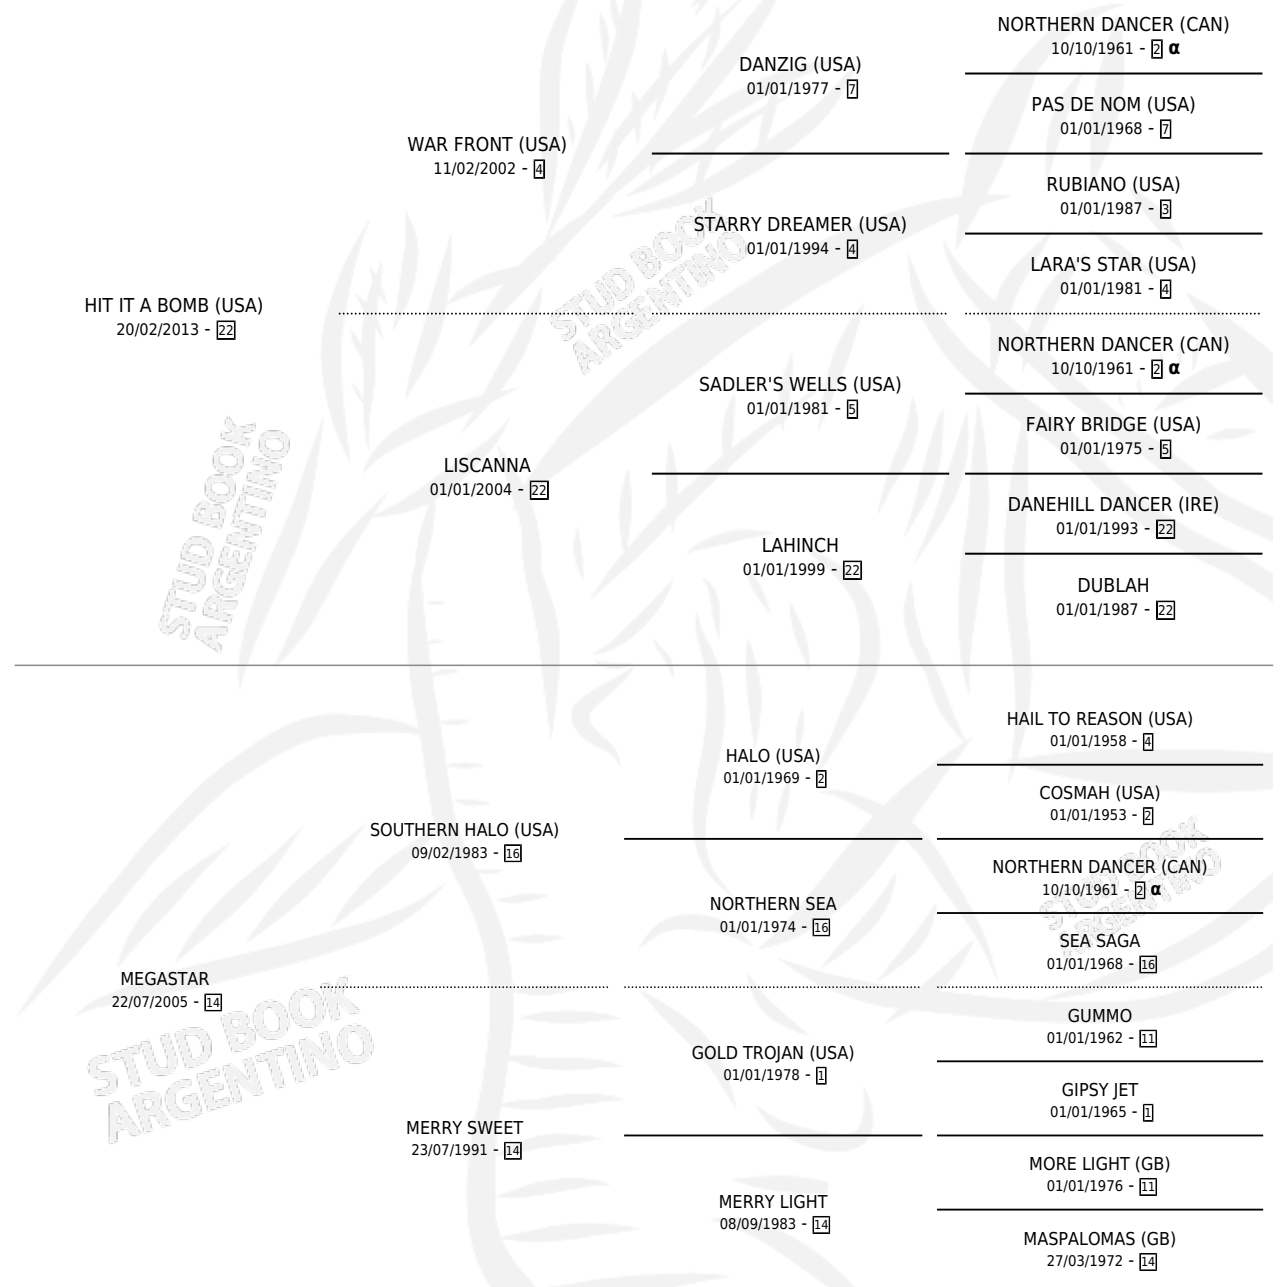 NORTHERN DANCER (CAN)
10/10/1961 - 2 α
DANZIG (USA)
01/01/1977 - 7
PAS DE NOM (USA)
01/01/1968 - 7
WAR FRONT (USA)
11/02/2002 - 4
RUBIANO (USA)
01/01/1987 - 3
STARRY DREAMER (USA)
01/01/1994 - 4
LARA'S STAR (USA)
01/01/1981 - 4
HIT IT A BOMB (USA)
20/02/2013 - 22
STUD BOOK
ARGENTINO
NORTHERN DANCER (CAN)
10/10/1961 - 2 α
SADLER'S WELLS (USA)
01/01/1981 - 5
FAIRY BRIDGE (USA)
01/01/1975 - 5
LISCANNA
01/01/2004 - 22
DANEHILL DANCER (IRE)
01/01/1993 - 22
LAHINCH
01/01/1999 - 22
DUBLAH
01/01/1987 - 22
STUD BOOK
ARGENTINO
HAIL TO REASON (USA)
01/01/1958 - 4
HALO (USA)
01/01/1969 - 2
COSMAH (USA)
01/01/1953 - 2
SOUTHERN HALO (USA)
09/02/1983 - 16
NORTHERN DANCER (CAN)
10/10/1961 - 2 α
NORTHERN SEA
01/01/1974 - 16
SEA SAGA
01/01/1968 - 16
STUD BOOK
ARGENTINO
MEGASTAR
22/07/2005 - 14
GUMMO
01/01/1962 - 11
GOLD TROJAN (USA)
01/01/1978 - 1
GIPSY JET
01/01/1965 - 1
MERRY SWEET
23/07/1991 - 14
MORE LIGHT (GB)
01/01/1976 - 11
MERRY LIGHT
08/09/1983 - 14
MASPALOMAS (GB)
27/03/1972 - 14
STUD BOOK
ARGENTINO